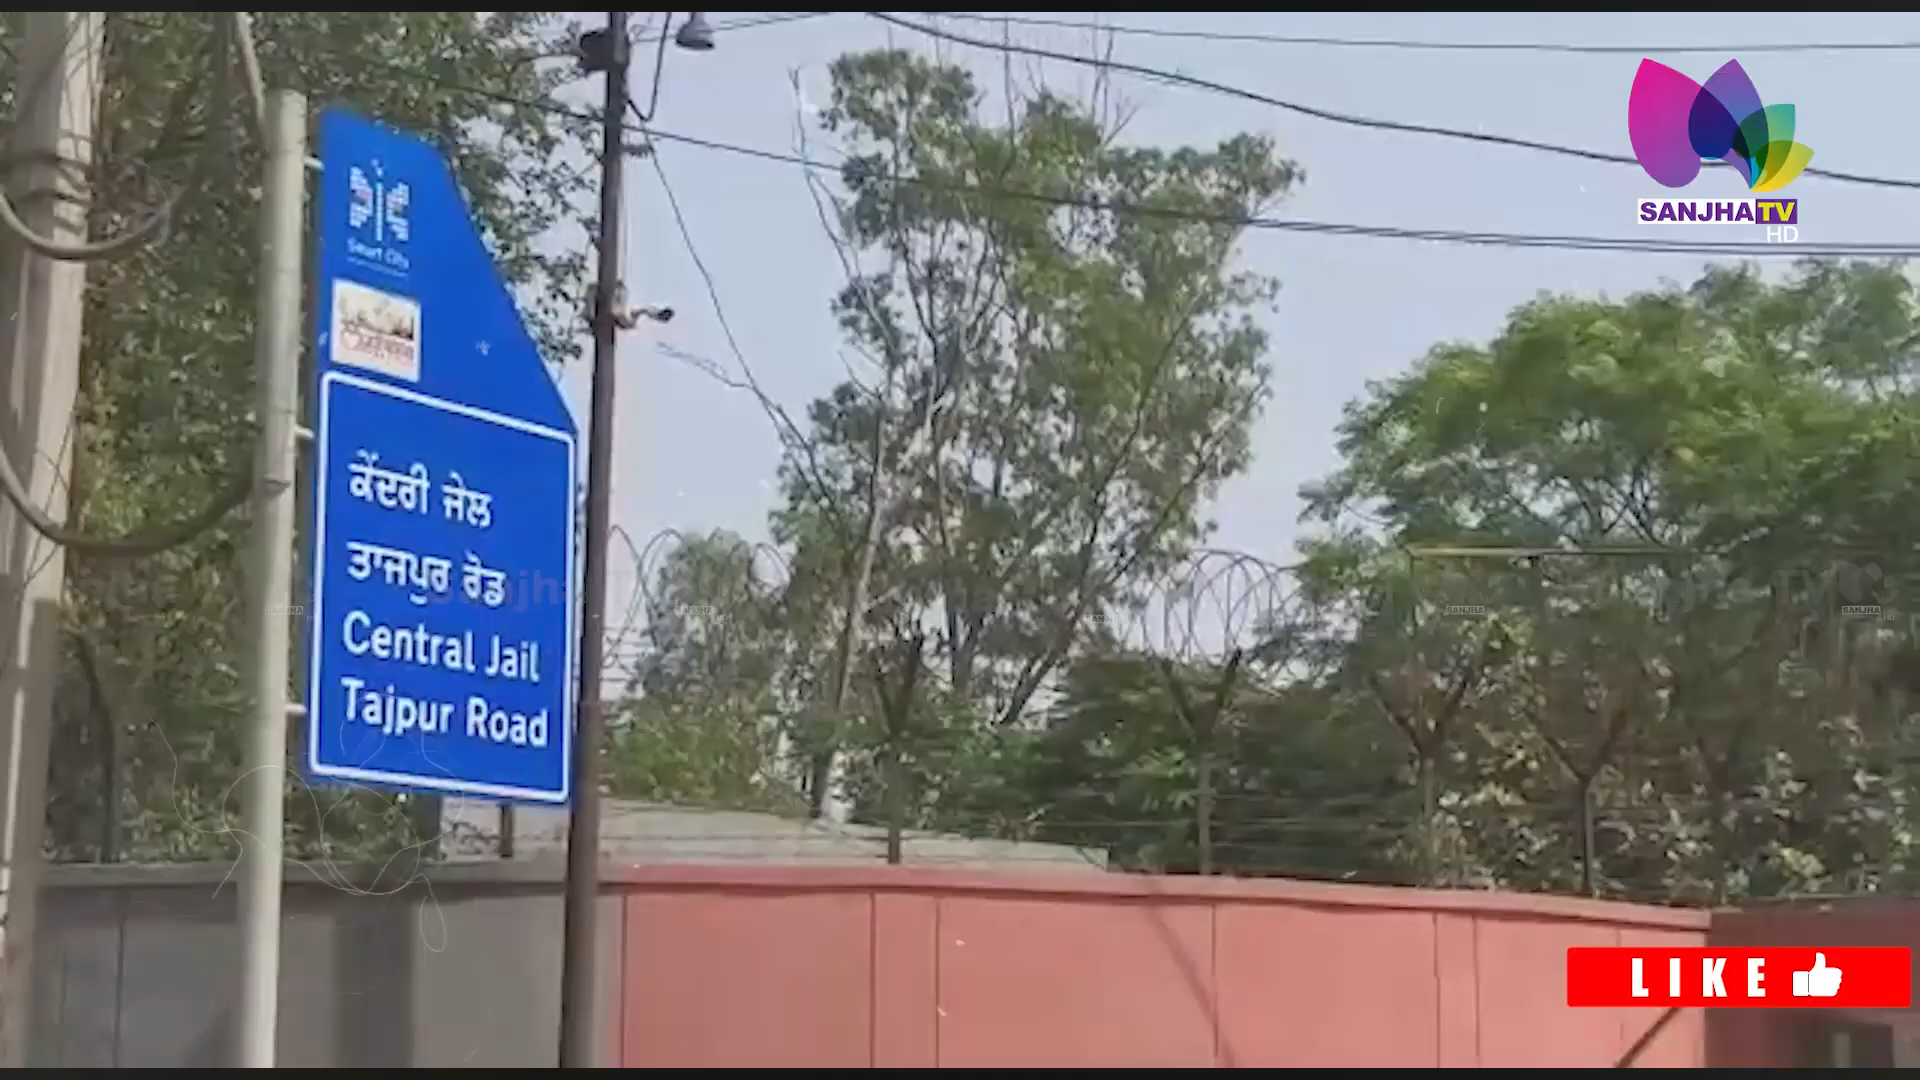 SANJHA TV
HD
Smart City
ਕੇਂਦਰੀ ਜੇਲ
ਤਾਜਪੁਰ ਰੋਡ
Central Jail
Tajpur Road
LIKE